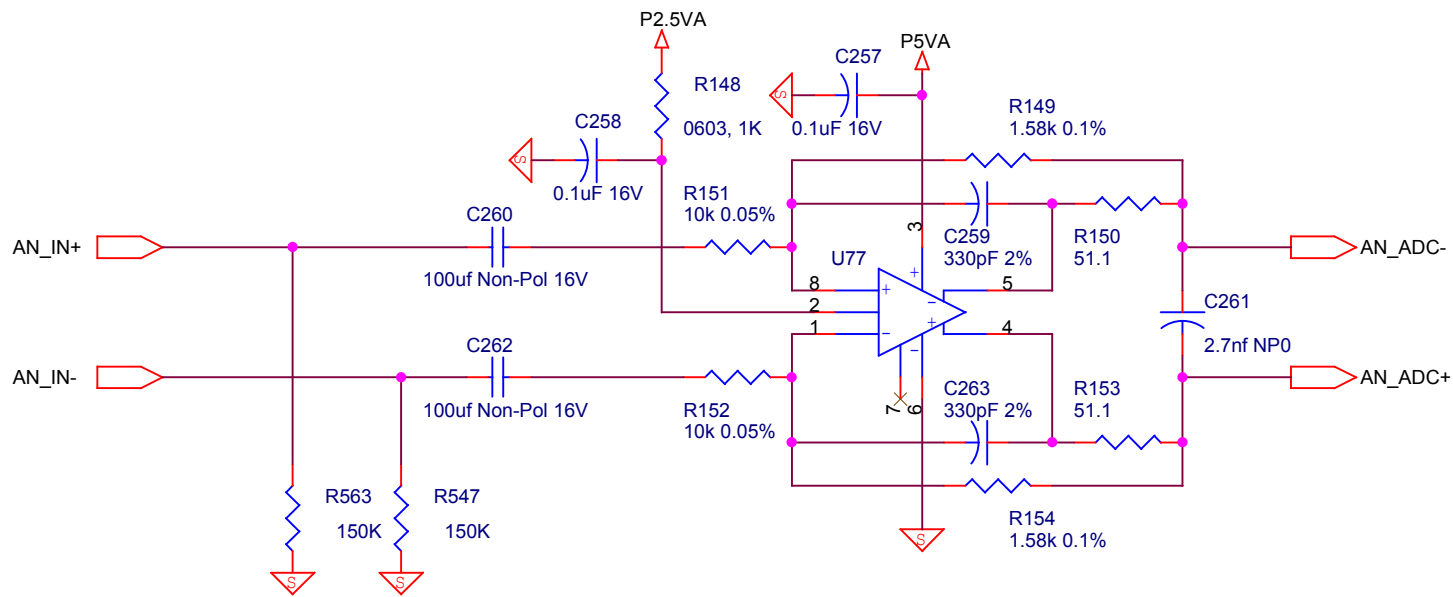 P2.5VA
P5VA
C257
R148
0603, 1K
0.1uF 16V
R149
1.58k 0.1%
C258
0.1uF 16V
S
S
R151
10k 0.05%
C260
100uf Non-Pol 16V
AN_IN+
C259
330pF 2%
R150
51.1
AN_ADC-
U77
3
8
2
1
5
4
7
6
+
-
+
-
+
-
C261
2.7nf NP0
C262
100uf Non-Pol 16V
AN_IN-
R152
10k 0.05%
C263
330pF 2%
R153
51.1
AN_ADC+
R563
150K
R547
150K
R154
1.58k 0.1%
S
S
S